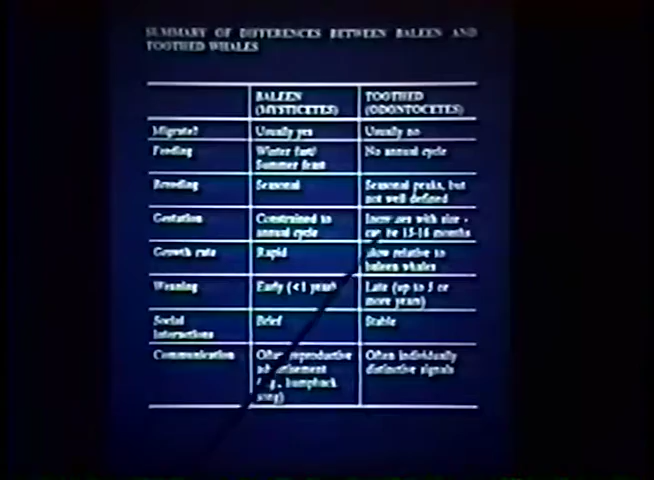 SUMMARY OF DIFFERENCES BETWEEN BALEEN AND
TOOTHED WHALES
BALEEN
(MYSTICETES)
TOOTHED
(ODONTOCETES)
Migrate?
Usually yes
Usually no
Feeding
Winter fast/
Summer feast
No annual cycle
Breeding
Seasonal
Seasonal peaks, but
not well defined
Gestation
Constrained to
annual cycle
Increases with size -
can be 15-16 months
Growth rate
Rapid
Slow relative to
baleen whales
Weaning
Early (<1 year)
Late (up to 5 or
more years)
Social
Interactions
Brief
Stable
Communication
Often reproductive
advertisement
(e.g., humpback
song)
Often individually
distinctive signals